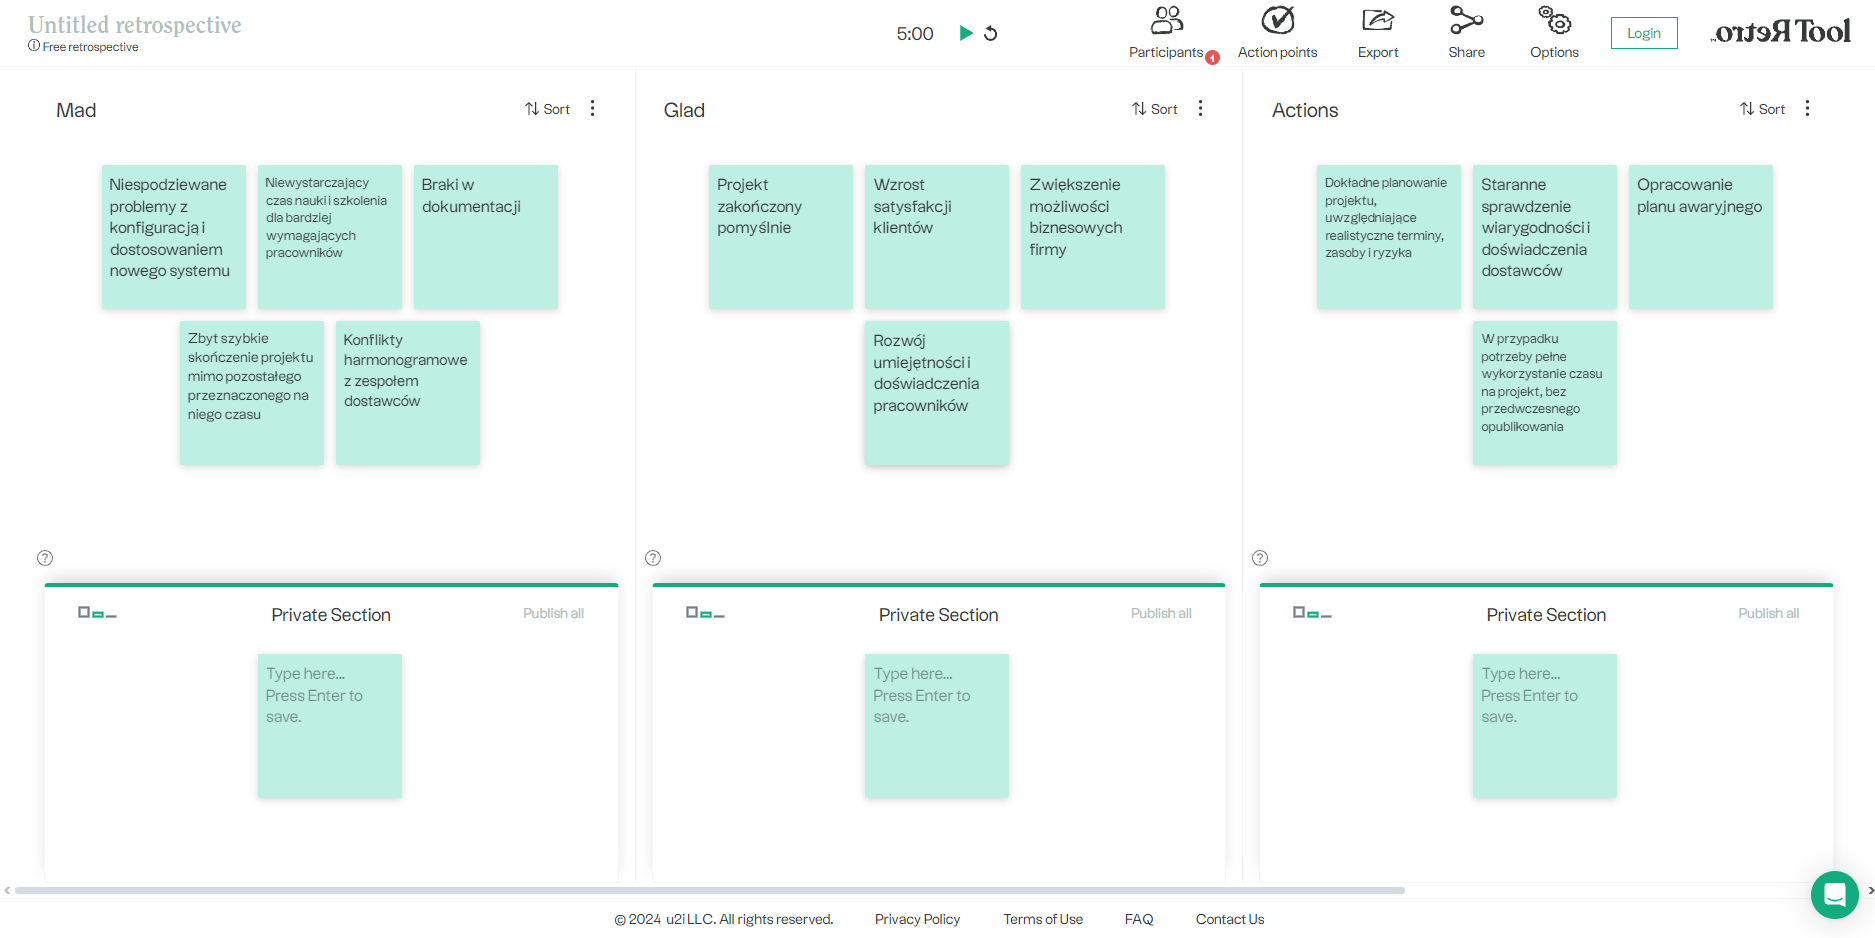 Untitled retrospective
Free retrospective
5:00
Participants
1
Action points
Export
Share
Options
Login
Retro Tool
Mad
Sort
Niespodziewane
problemy z
konfiguracją i
dostosowaniem
nowego systemu
Niewystarczający
czas nauki i szkolenia
dla bardziej
wymagających
pracowników
Braki w
dokumentacji
Zbyt szybkie
skończenie projektu
mimo pozostałego
przeznaczonego na
niego czasu
Konflikty
harmonogramowe
z zespołem
dostawców
Glad
Sort
Projekt
zakończony
pomyślnie
Wzrost
satysfakcji
klientów
Zwiększenie
możliwości
biznesowych
firmy
Rozwój
umiejętności i
doświadczenia
pracowników
Actions
Sort
Dokładne planowanie
projektu,
uwzględniające
realistyczne terminy,
zasoby i ryzyka
Staranne
sprawdzenie
wiarygodności i
doświadczenia
dostawców
Opracowanie
planu awaryjnego
W przypadku
potrzeby pełne
wykorzystanie czasu
na projekt, bez
przedwczesnego
opublikowania
?
Private Section
Publish all
Type here...
Press Enter to
save.
?
Private Section
Publish all
Type here...
Press Enter to
save.
?
Private Section
Publish all
Type here...
Press Enter to
save.
© 2024 u2i LLC. All rights reserved.
Privacy Policy
Terms of Use
FAQ
Contact Us